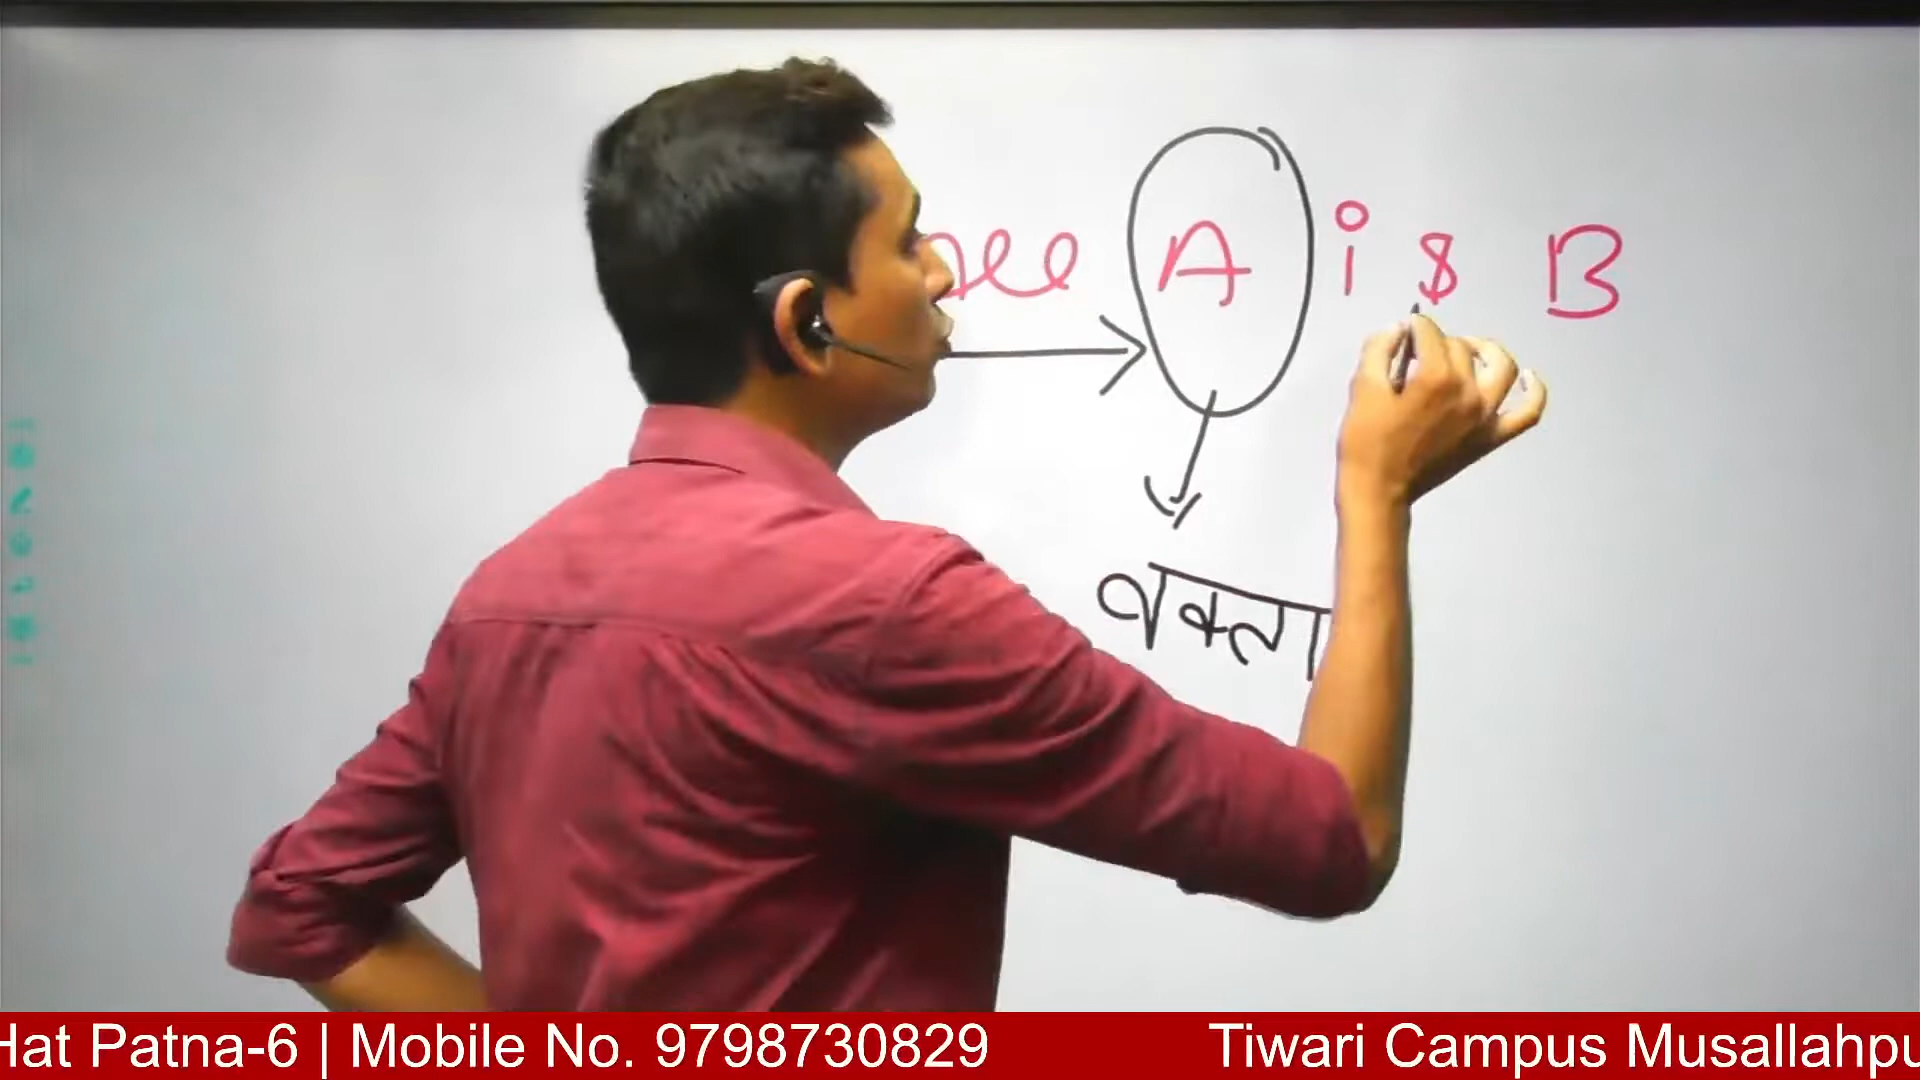 A is B
वक्ता
Hat Patna-6 | Mobile No. 9798730829 Tiwari Campus Musallahpu